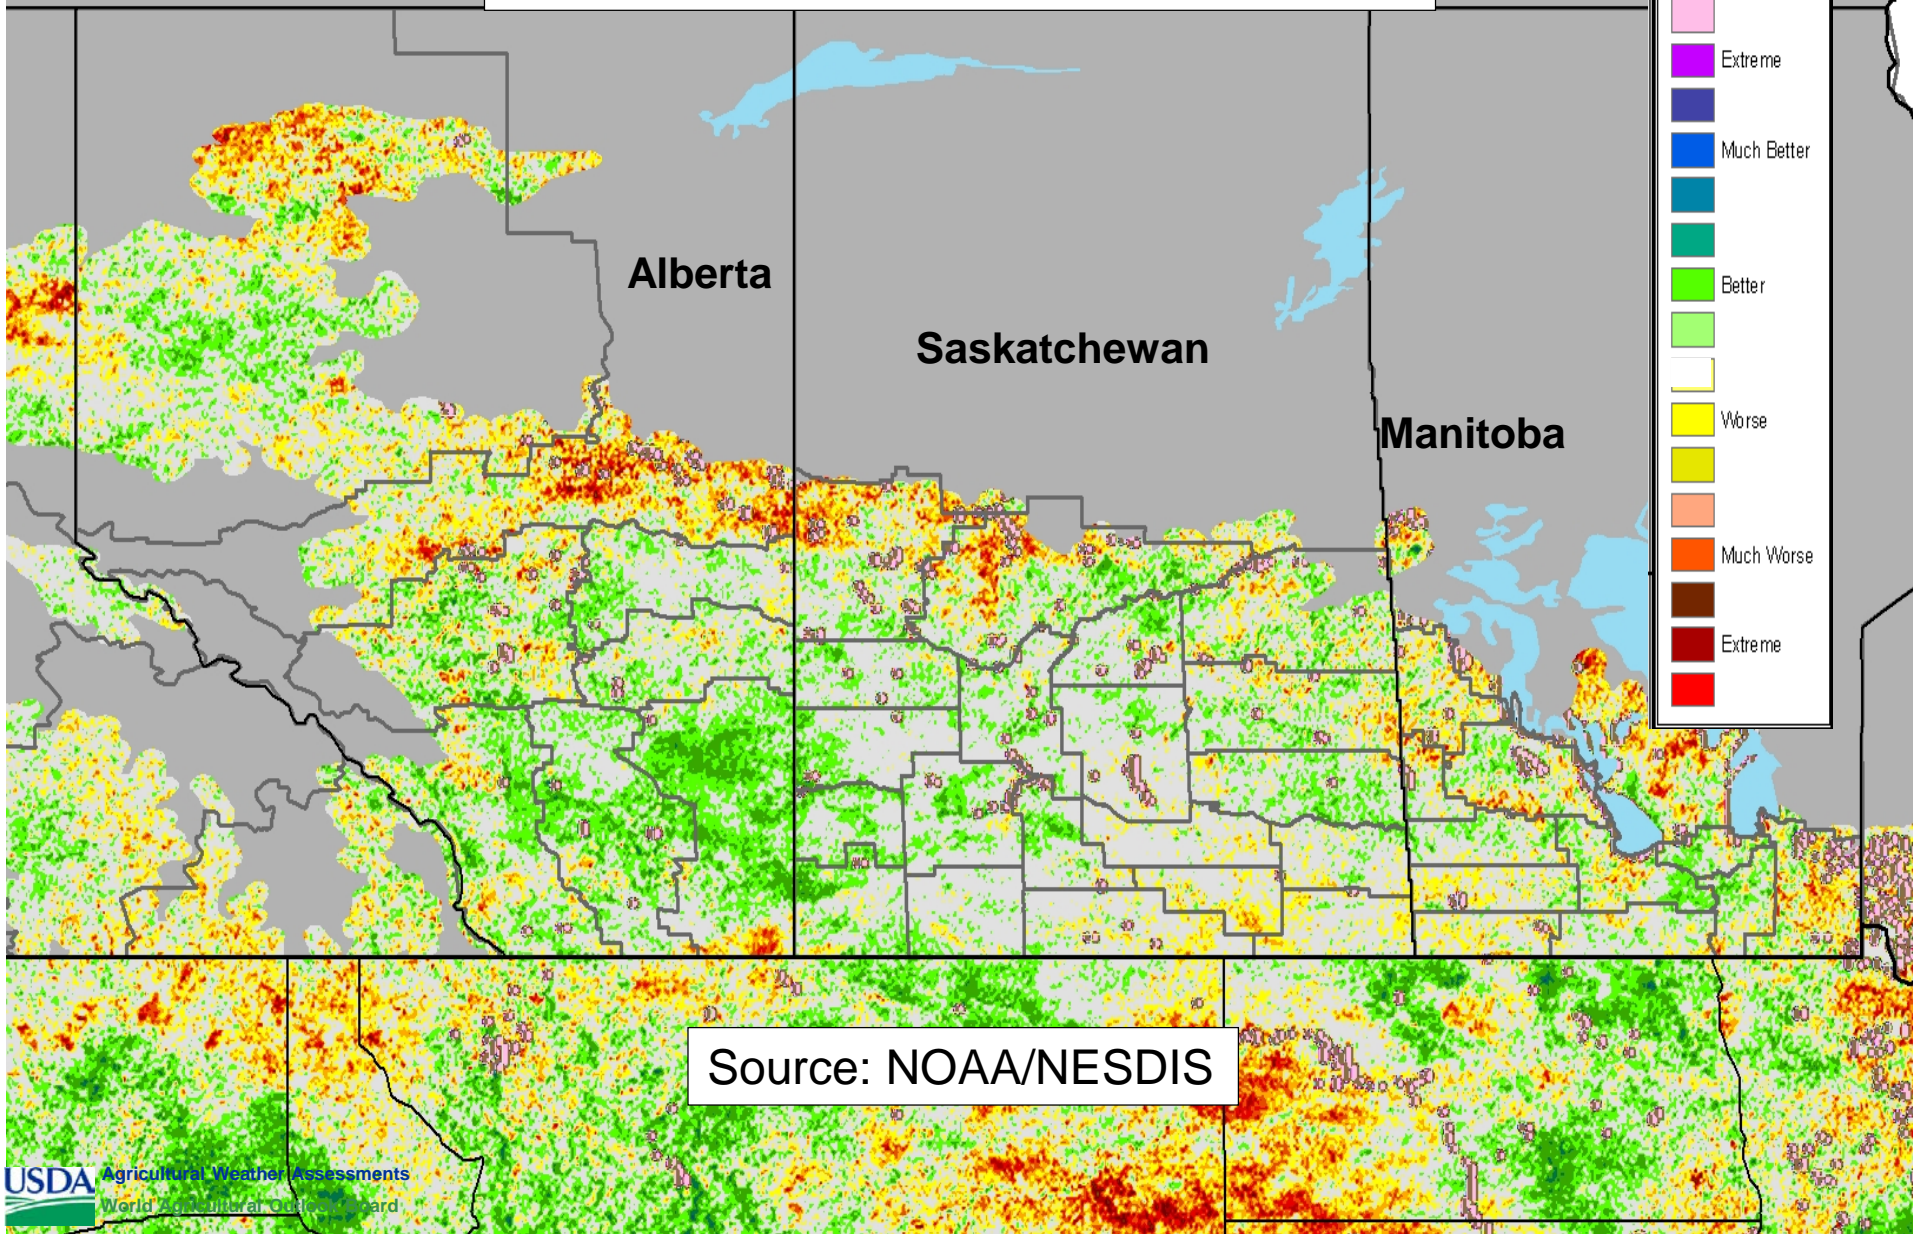 Extreme
Much Better
Better
Worse
Much Worse
Extreme
Alberta
Saskatchewan
Manitoba
Source: NOAA/NESDIS
USDA
Agricultural Weather Assessments
World Agricultural Outlook Board